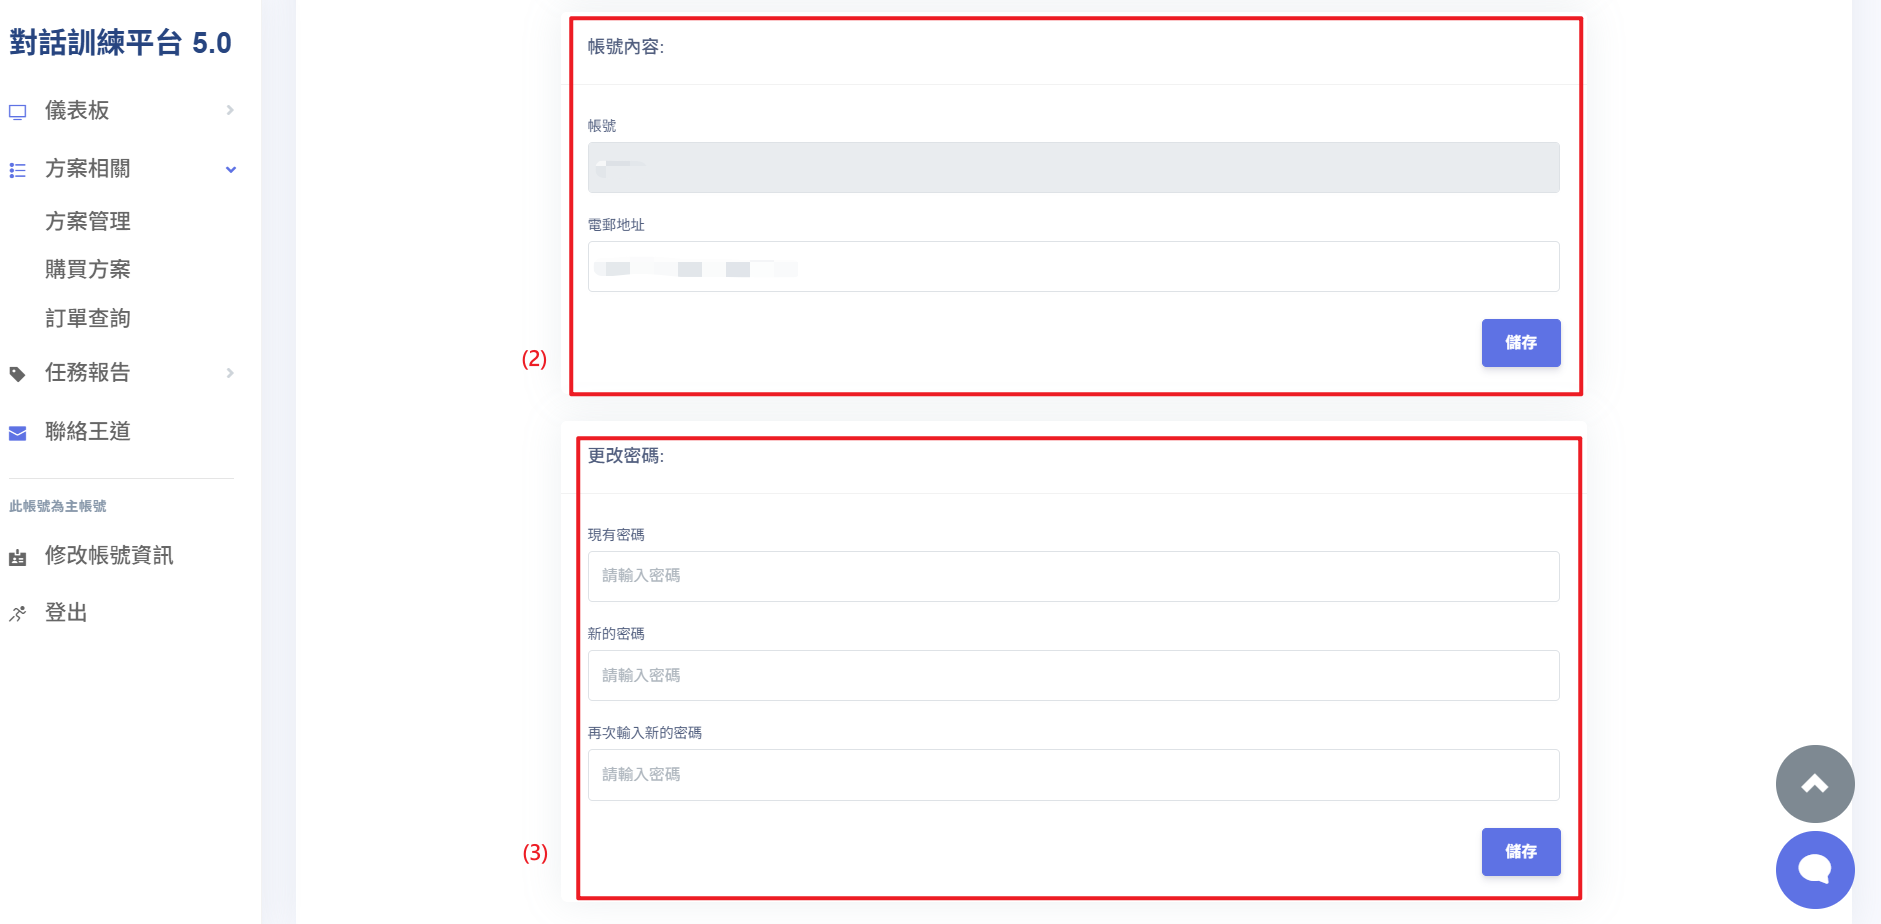 對話訓練平台 5.0
儀表板
方案相關
方案管理
購買方案
訂單查詢
任務報告
聯絡王道
此帳號為主帳號
修改帳號資訊
登出
帳號內容:
帳號
電郵地址
儲存
(2)
更改密碼:
現有密碼
請輸入密碼
新的密碼
請輸入密碼
再次輸入新的密碼
請輸入密碼
儲存
(3)